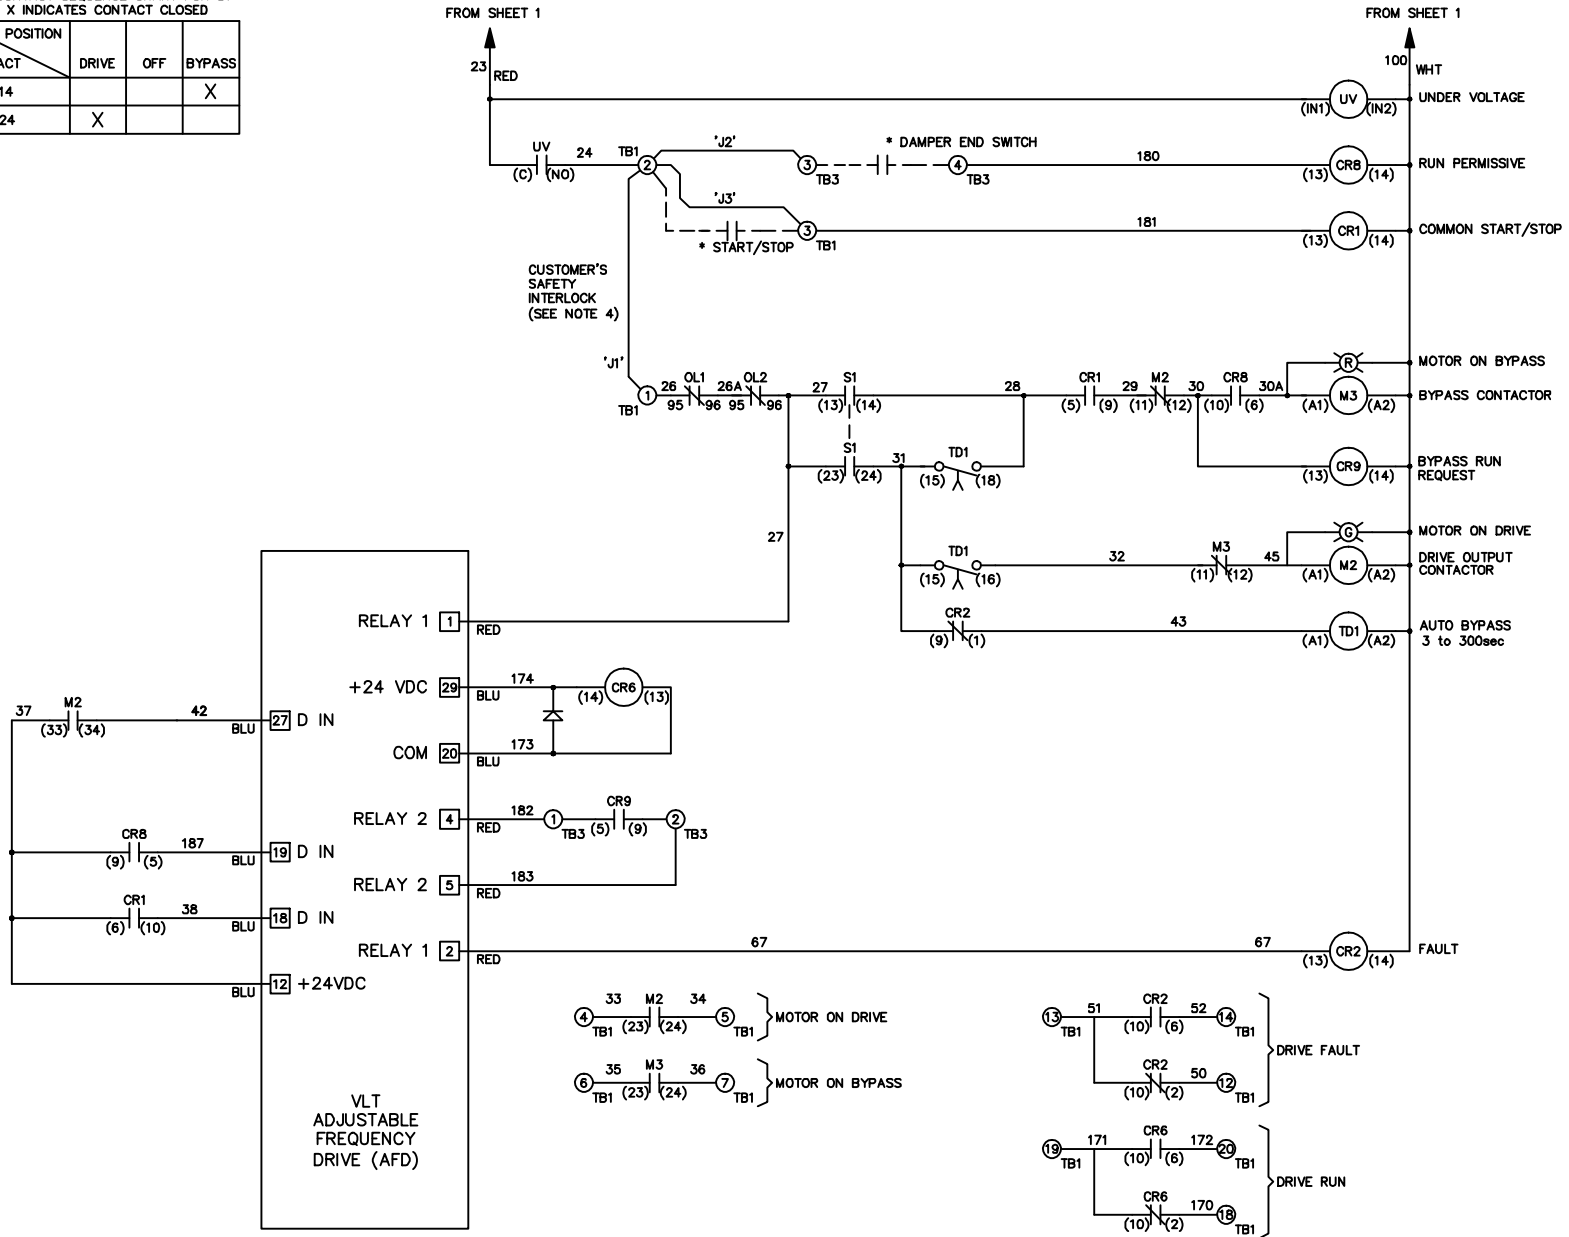 X INDICATES CONTACT CLOSED
POSITION
DRIVE OFF BYPASS
14 X
24 X
FROM SHEET 1
FROM SHEET 1
23 RED
100 WHT
(IN1) UV (IN2) UNDER VOLTAGE
UV 24 TB1 'J2' * DAMPER END SWITCH 180
(C) (NO) 2 3 4 (13) CR8 (14) RUN PERMISSIVE
TB3 TB3
'J3' 181
* START/STOP 3 TB1 (13) CR1 (14) COMMON START/STOP
CUSTOMER'S
SAFETY
INTERLOCK
(SEE NOTE 4)
'J1'
R MOTOR ON BYPASS
26 OL1 26A OL2 27 S1 28 CR1 29 M2 30 CR8 30A
1 TB1 95 96 95 96 (13) (14) (5) (9) (11) (12) (10) (6) (A1) M3 (A2) BYPASS CONTACTOR
S1 31 TD1
(23) (24) (15) (18) (13) CR9 (14) BYPASS RUN
REQUEST
27
G MOTOR ON DRIVE
TD1 32 M3 45
(15) (16) (11) (12) (A1) M2 (A2) DRIVE OUTPUT
CONTACTOR
CR2 43
(9) (1) (A1) TD1 (A2) AUTO BYPASS
3 to 300sec
RELAY 1 1 RED
+24 VDC 29 BLU 174 (14) CR6 (13)
37 M2 42
(33) (34) BLU 27 D IN
COM 20 BLU 173
RELAY 2 4 RED 182 1 TB3 CR9 (5) (9) 2 TB3
CR8 187
(9) (5) BLU 19 D IN
RELAY 2 5 RED 183
CR1 38
(6) (10) BLU 18 D IN
RELAY 1 2 RED 67 67 (13) CR2 (14) FAULT
BLU 12 +24VDC
33 M2 34
4 TB1 (23) (24) 5 TB1 MOTOR ON DRIVE
35 M3 36
6 TB1 (23) (24) 7 TB1 MOTOR ON BYPASS
51 CR2 52
13 TB1 (10) (6) 14 TB1
DRIVE FAULT
CR2 50
(10) (2) 12 TB1
171 CR6 172
19 TB1 (10) (6) 20 TB1
DRIVE RUN
CR6 170
(10) (2) 18 TB1
VLT
ADJUSTABLE
FREQUENCY
DRIVE (AFD)